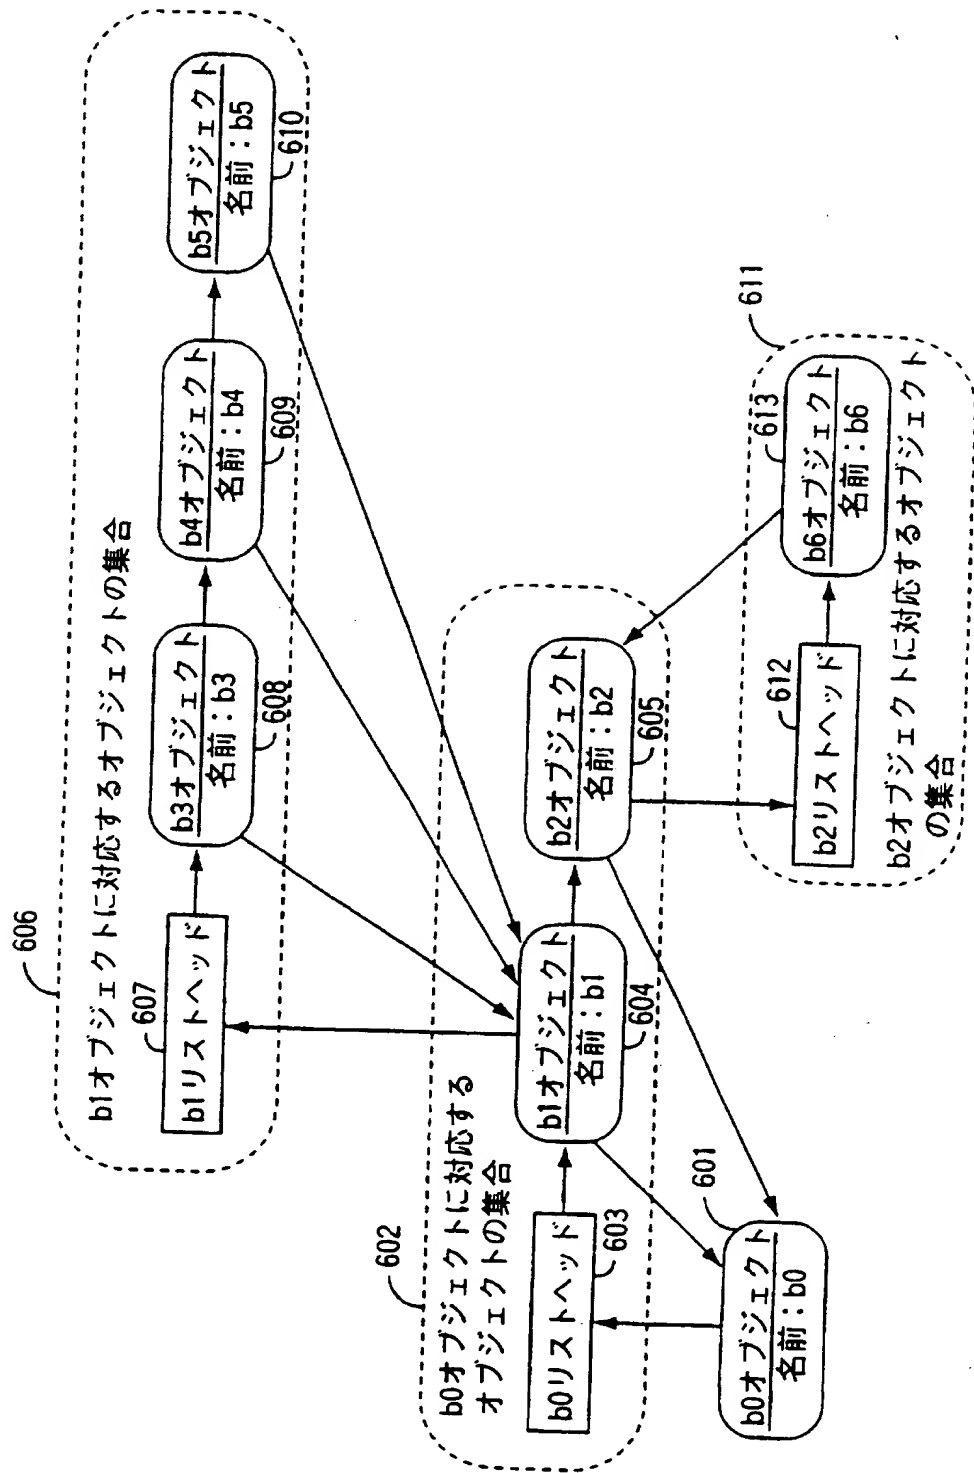 606
b1オブジェクトに対応するオブジェクトの集合
607
b1リストヘッド
b3オブジェクト
名前：b3
608
b4オブジェクト
名前：b4
609
b5オブジェクト
名前：b5
610
602
b0オブジェクトに対応する
オブジェクトの集合
b0リストヘッド
603
b1オブジェクト
名前：b1
604
b2オブジェクト
名前：b2
605
601
b0オブジェクト
名前：b0
611
612
b2リストヘッド
613
b6オブジェクト
名前：b6
b2オブジェクトに対応するオブジェクト
の集合